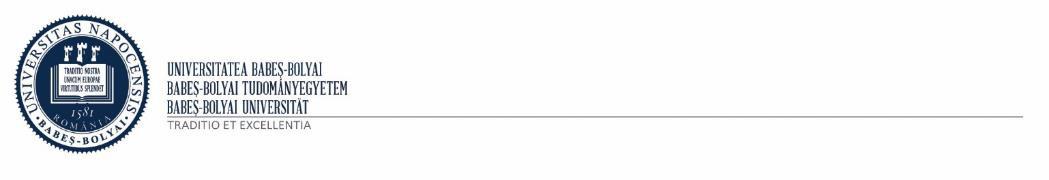 UNIVERSITAS NAPOCENSIS
TRADITIO NOSTRA
UNACUM EUROPAE
VIRTUTIBUS SPLENDET
1581
ROMÂNIA
· BABEȘ-BOLYAI ·
UNIVERSITATEA BABEȘ-BOLYAI
BABEȘ-BOLYAI TUDOMÁNYEGYETEM
BABEȘ-BOLYAI UNIVERSITÄT
TRADITIO ET EXCELLENTIA